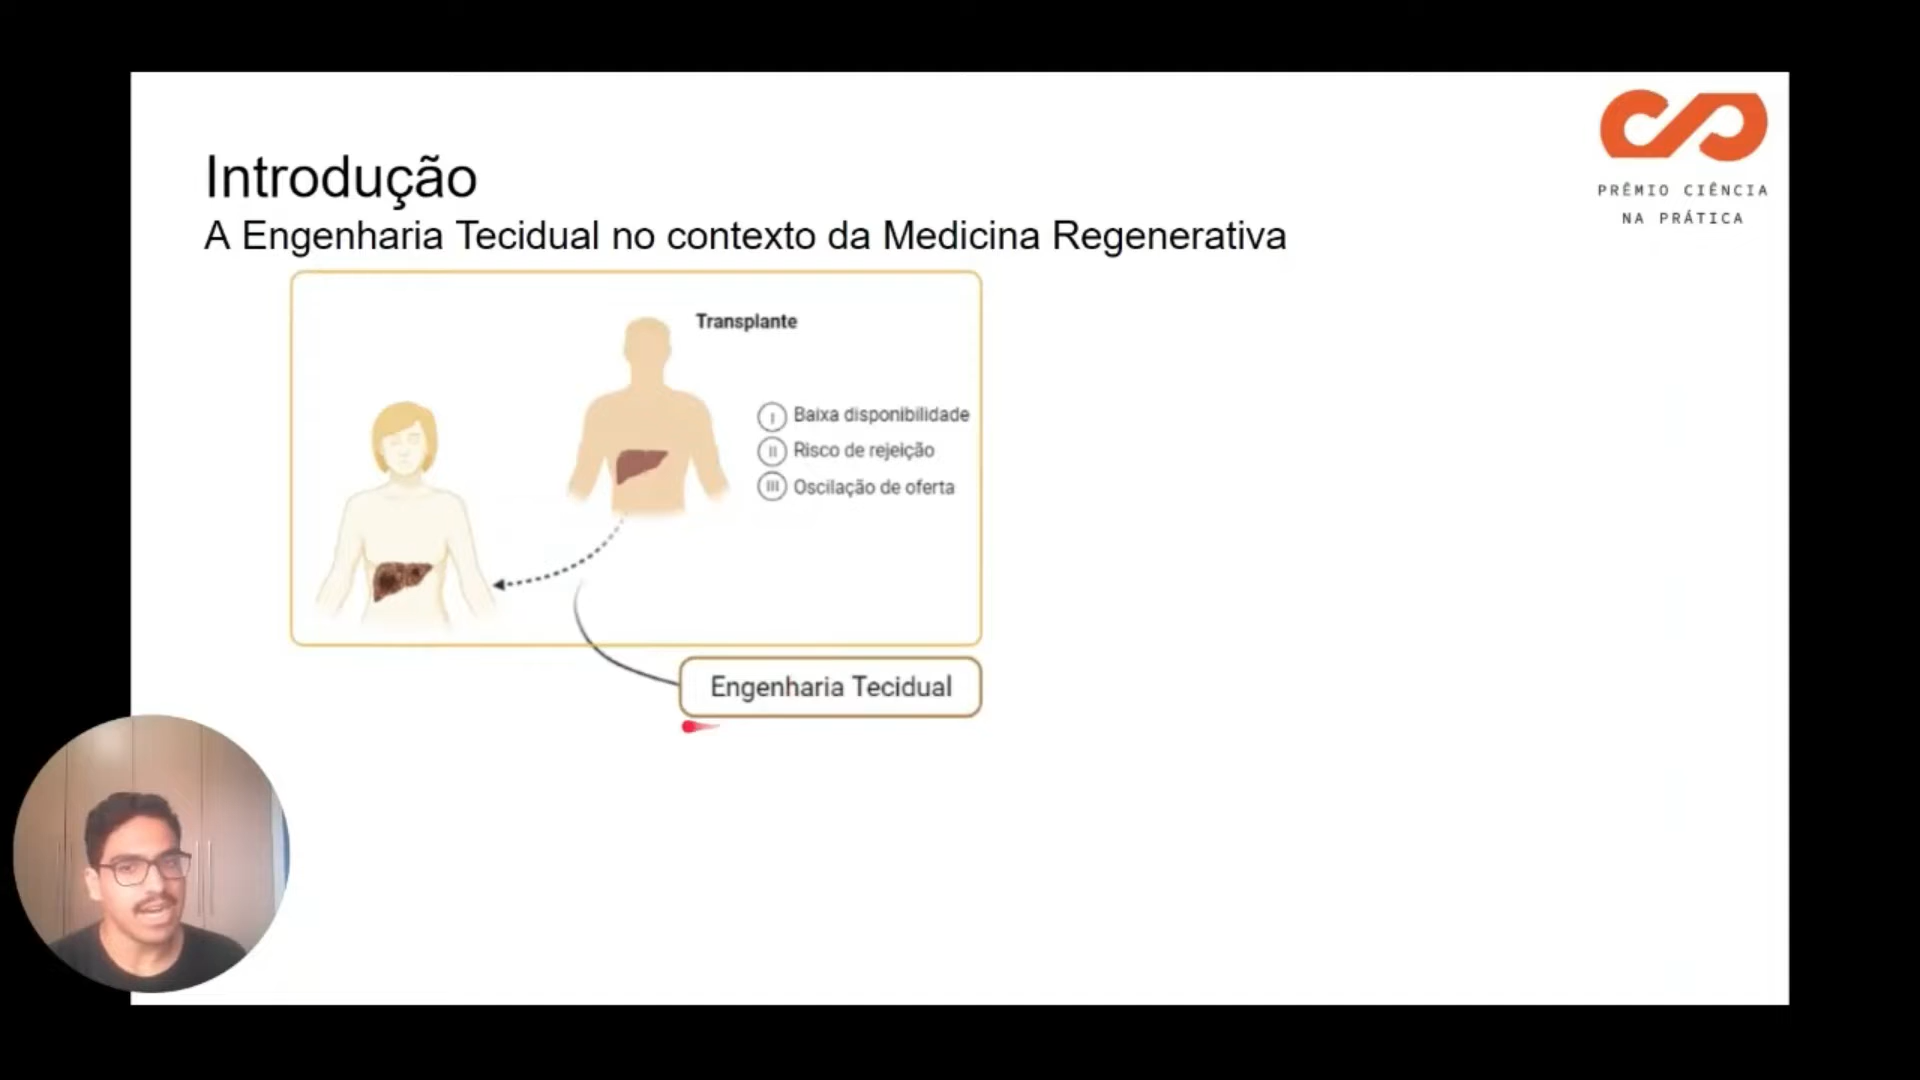 Introdução
A Engenharia Tecidual no contexto da Medicina Regenerativa
PRÊMIO CIÊNCIA
NA PRÁTICA
Transplante
I Baixa disponibilidade
II Risco de rejeição
III Oscilação de oferta
Engenharia Tecidual